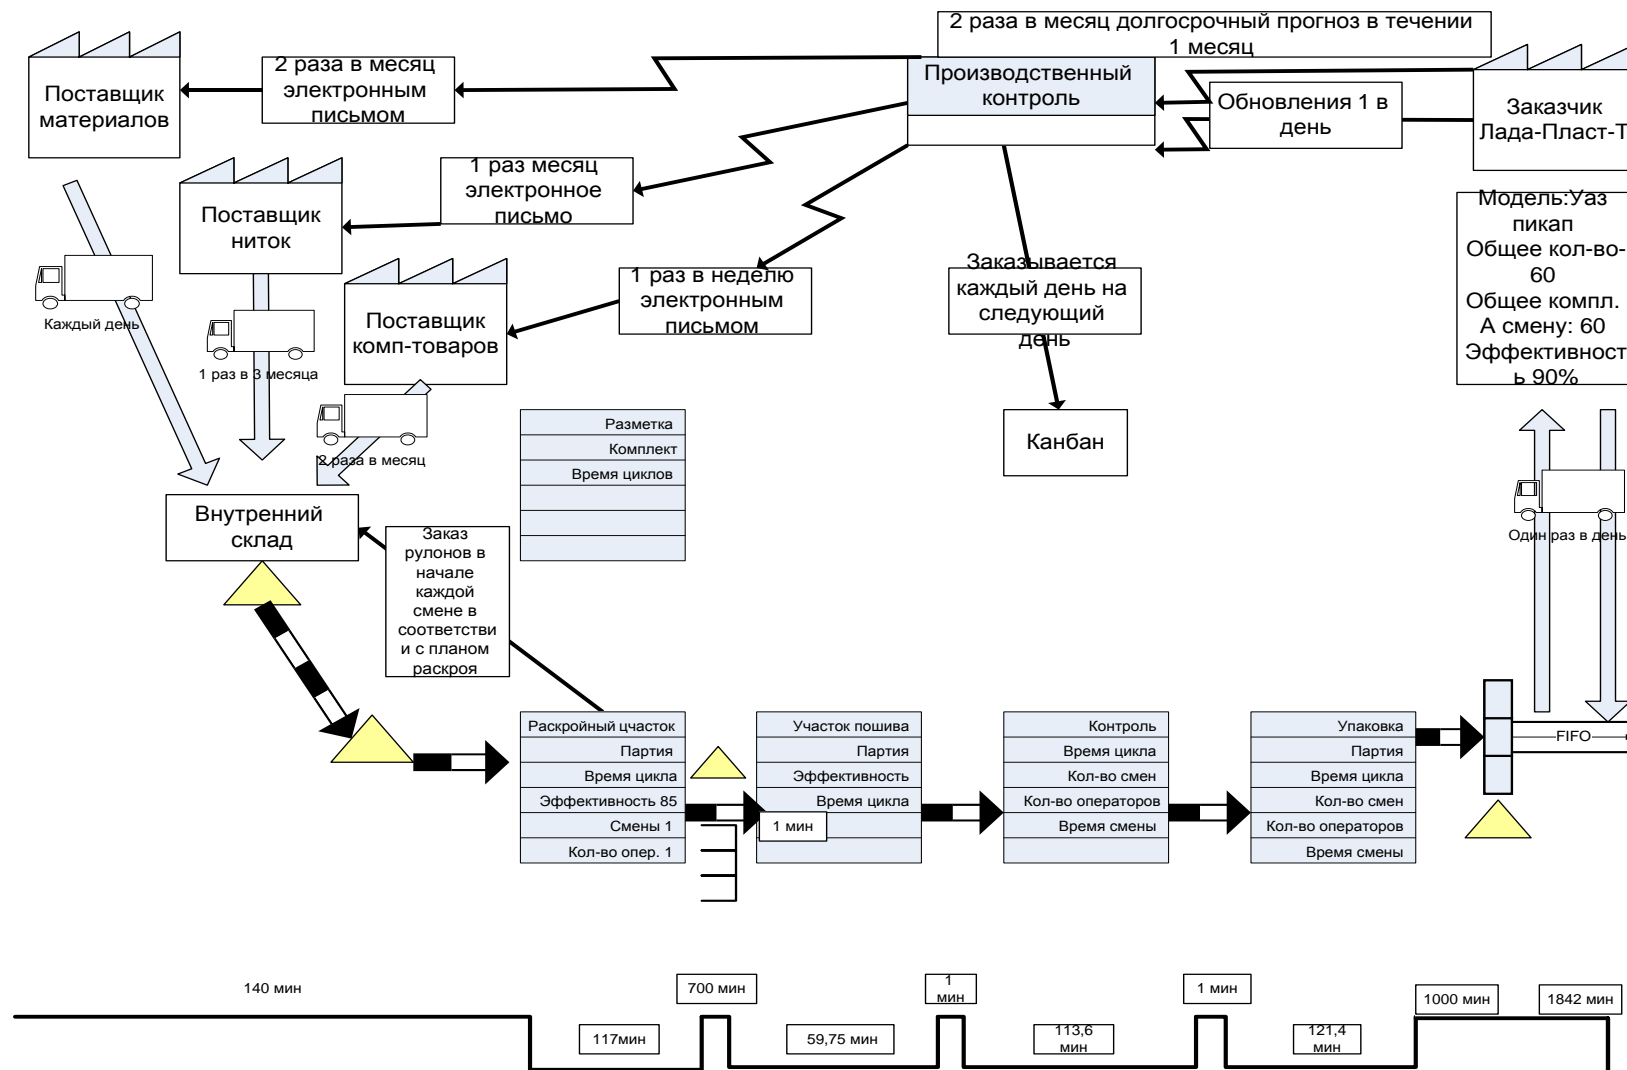 2 раза в месяц долгосрочный прогноз в течении
1 месяц
Поставщик
материалов
2 раза в месяц
электронным
письмом
Производственный
контроль
Обновления 1 в
день
Заказчик
Лада-Пласт-Т
1 раз месяц
электронное
письмо
Поставщик
ниток
Модель:Уаз
пикап
Общее кол-во-
60
Общее компл.
А смену: 60
Эффективност
ь 90%
Каждый день
1 раз в 3 месяца
Поставщик
комп-товаров
1 раз в неделю
электронным
письмом
Заказывается
каждый день на
следующий
день
2 раза в месяц
Разметка
Комплект
Время циклов
Канбан
Один раз в день
Внутренний
склад
Заказ
рулонов в
начале
каждой
смене в
соответстви
и с планом
раскроя
Раскройный цчасток
Партия
Время цикла
Эффективность 85
Смены 1
Кол-во опер. 1
Участок пошива
Партия
Эффективность
Время цикла
1 мин
Контроль
Время цикла
Кол-во смен
Кол-во операторов
Время смены
Упаковка
Партия
Время цикла
Кол-во смен
Кол-во операторов
Время смены
FIFO
140 мин
700 мин
1
мин
1 мин
1000 мин
1842 мин
117мин
59,75 мин
113,6
мин
121,4
мин